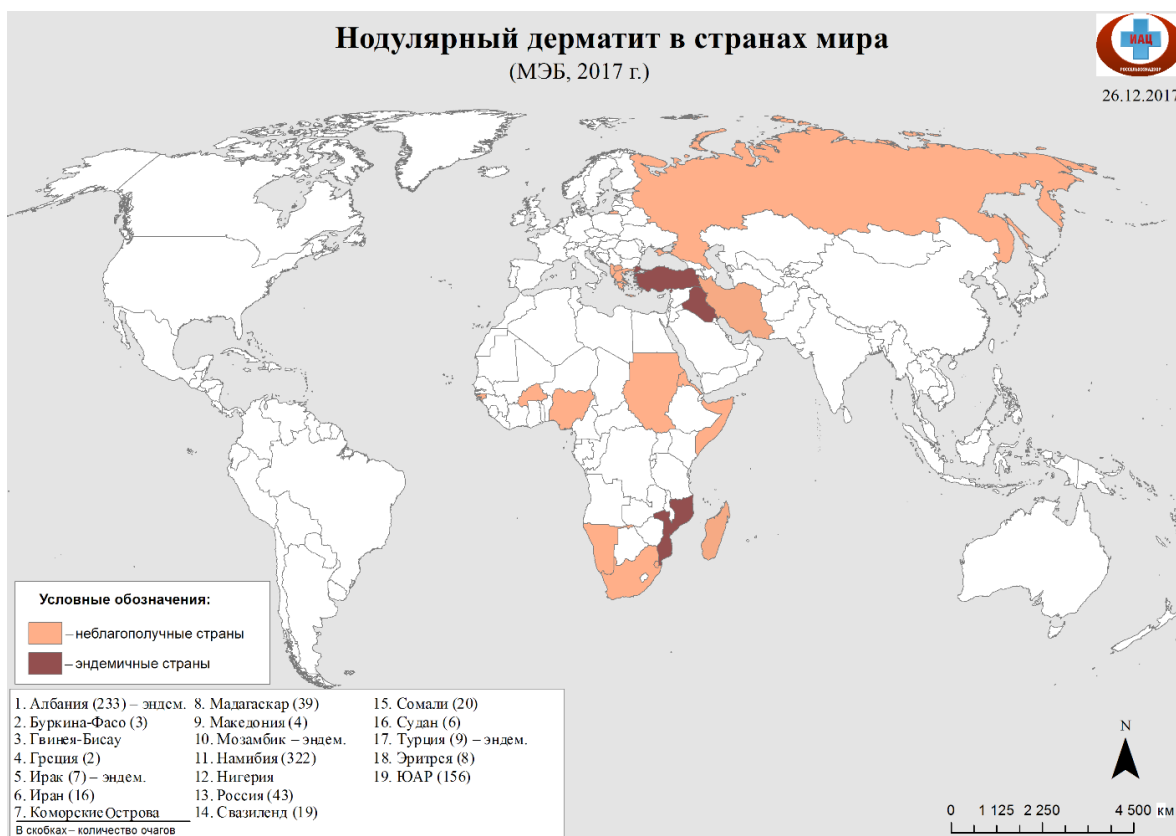 Нодулярный дерматит в странах мира
(МЭБ, 2017 г.)
ИАЦ
РОССЕЛЬХОЗНАДЗОР
26.12.2017
Условные обозначения:
– неблагополучные страны
– эндемичные страны
1. Албания (233) – эндем.
2. Буркина-Фасо (3)
3. Гвинея-Бисау
4. Греция (2)
5. Ирак (7) – эндем.
6. Иран (16)
7. Коморские Острова
8. Мадагаскар (39)
9. Македония (4)
10. Мозамбик – эндем.
11. Намибия (322)
12. Нигерия
13. Россия (43)
14. Свазиленд (19)
15. Сомали (20)
16. Судан (6)
17. Турция (9) – эндем.
18. Эритрея (8)
19. ЮАР (156)
В скобках – количество очагов
N
0 1 125 2 250 4 500 км